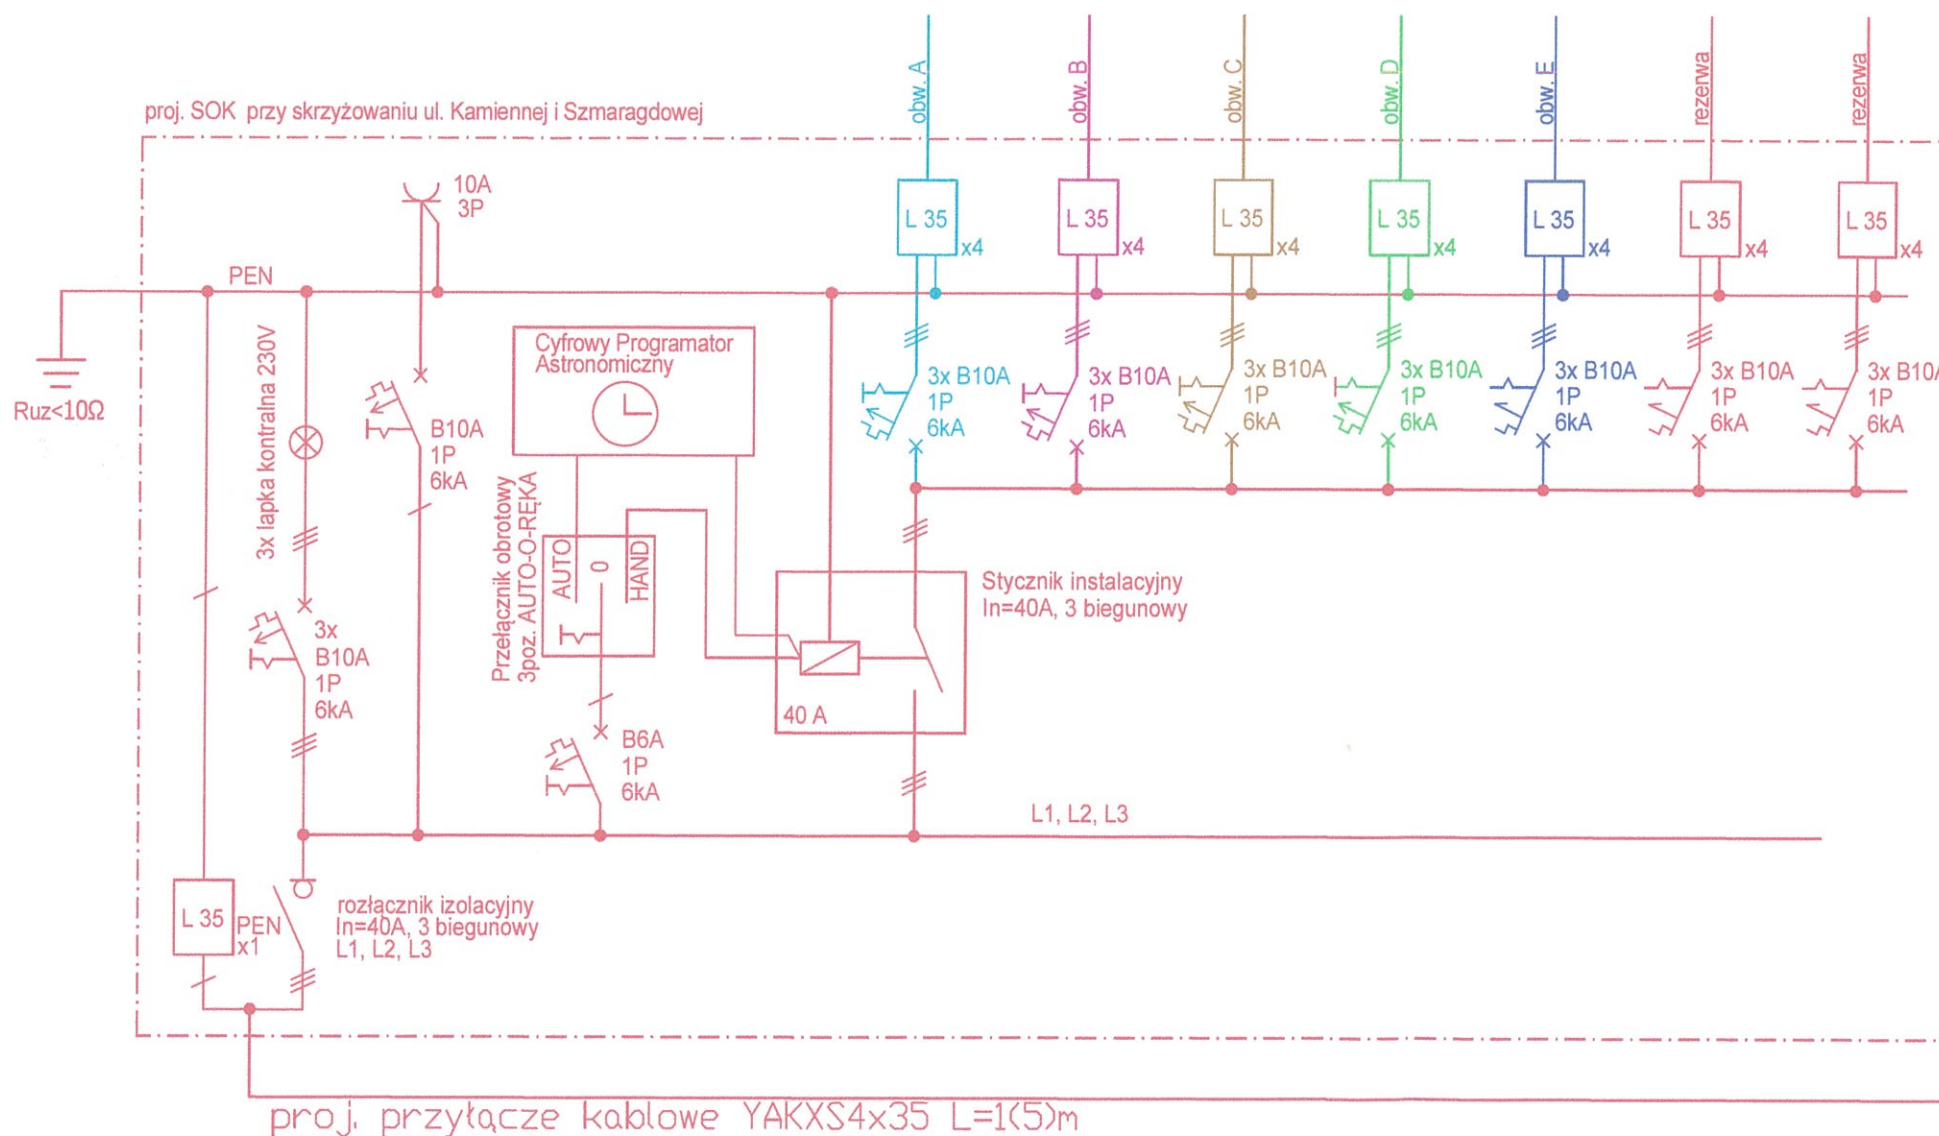 obw. A
obw. B
obw. C
obw. D
obw. E
rezerwa
rezerwa
proj. SOK przy skrzyżowaniu ul. Kamiennej i Szmaragdowej
10A
3P
L 35
x4
L 35
x4
L 35
x4
L 35
x4
L 35
x4
L 35
x4
L 35
x4
PEN
Ruz<10Ω
3x lapka kontralna 230V
Cyfrowy Programator
Astronomiczny
B10A
1P
6kA
3x B10A
1P
6kA
3x B10A
1P
6kA
3x B10A
1P
6kA
3x B10A
1P
6kA
3x B10A
1P
6kA
3x B10A
1P
6kA
3x B10A
1P
6kA
Przełącznik obrotowy
3poz. AUTO-O-RĘKA
AUTO
0
HAND
Stycznik instalacyjny
In=40A, 3 biegunowy
40 A
3x
B10A
1P
6kA
B6A
1P
6kA
L1, L2, L3
L 35
PEN
x1
rozłącznik izolacyjny
In=40A, 3 biegunowy
L1, L2, L3
proj. przyłącze kablowe YAKXS4x35 L=1(5)m